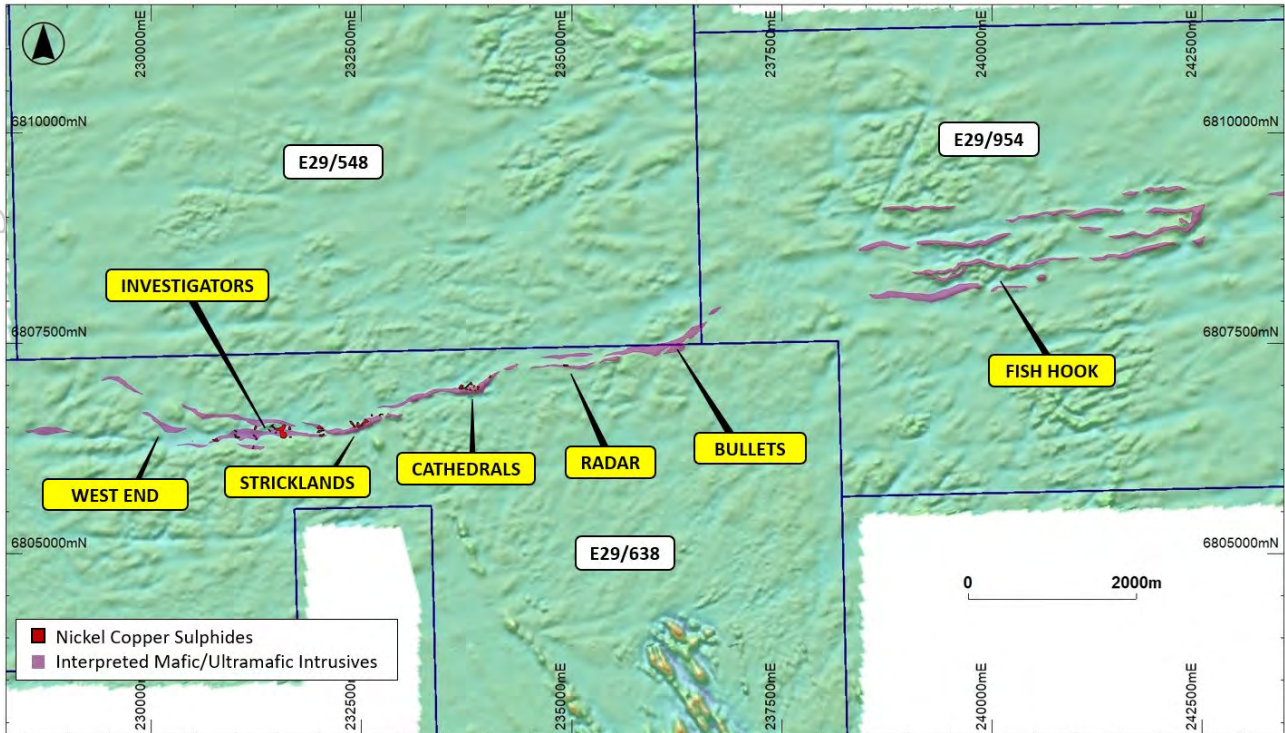 230000mE
232500mE
235000mE
237500mE
240000mE
242500mE
6810000mN
6810000mN
E29/548
E29/954
INVESTIGATORS
6807500mN
6807500mN
FISH HOOK
WEST END
STRICKLANDS
CATHEDRALS
RADAR
BULLETS
6805000mN
6805000mN
E29/638
0 2000m
Nickel Copper Sulphides
Interpreted Mafic/Ultramafic Intrusives
230000
232500
235000mE
237500mE
240000mE
242500mE